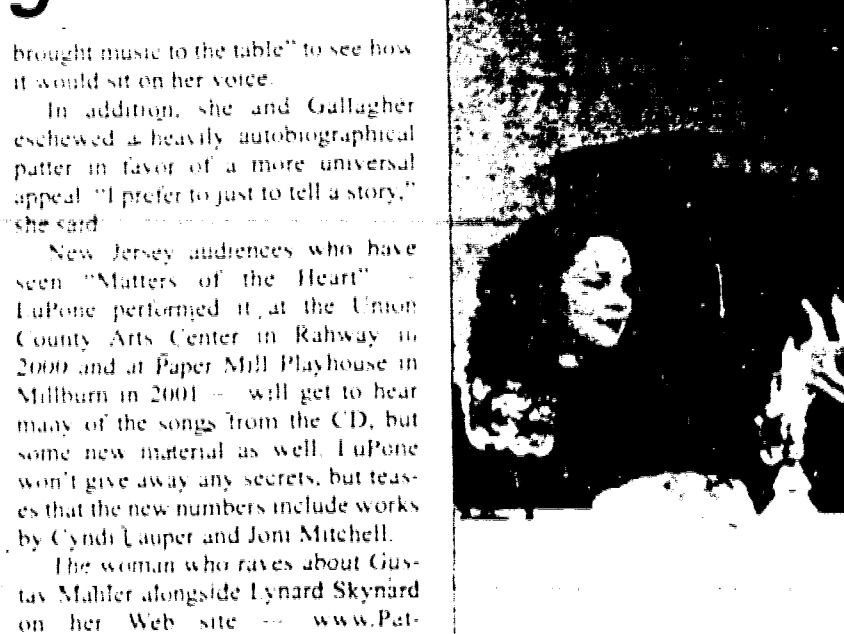 brought music to the table" to see how
it would sit on her voice.
In addition, she and Gallagher
eschewed a heavily autobiographical
patter in favor of a more universal
appeal. "I prefer to just to tell a story,"
she said.
New Jersey audiences who have
seen "Matters of the Heart" –
LuPone performed it at the Union
County Arts Center in Rahway in
2000 and at Paper Mill Playhouse in
Millburn in 2001 – will get to hear
many of the songs from the CD, but
some new material as well. LuPone
won't give away any secrets, but teas-
es that the new numbers include works
by Cyndi Lauper and Joni Mitchell.
The woman who raves about Gus-
tav Mahler alongside Lynard Skynard
on her Web site – www.Pat-